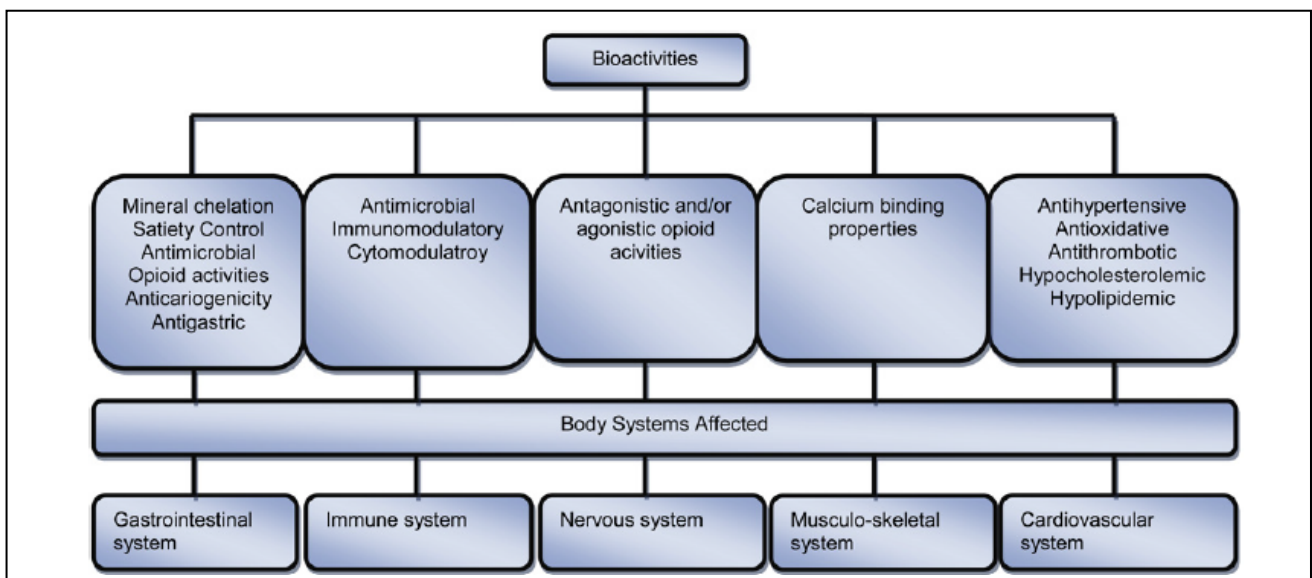 Bioactivities
Mineral chelation
Satiety Control
Antimicrobial
Opioid activities
Anticariogenicity
Antigastric
Antimicrobial
Immunomodulatory
Cytomodulatroy
Antagonistic and/or
agonistic opioid
acivities
Calcium binding
properties
Antihypertensive
Antioxidative
Antithrombotic
Hypocholesterolemic
Hypolipidemic
Body Systems Affected
Gastrointestinal
system
Immune system
Nervous system
Musculo-skeletal
system
Cardiovascular
system